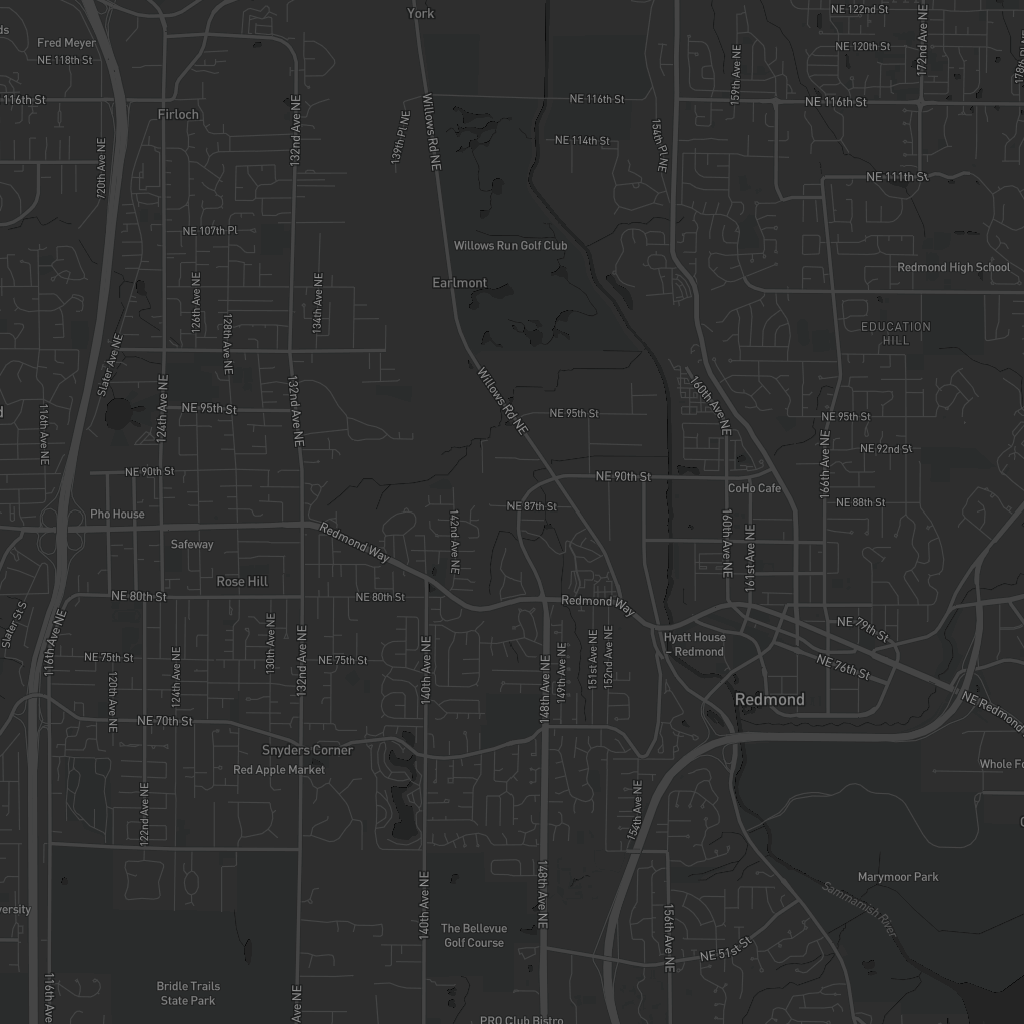 York
NE 122nd St
172nd Ave NE
Fred Meyer
NE 118th St
NE 120th St
159th Ave NE
116th St
NE 116th St
NE 116th St
Firloch
132nd Ave NE
139th Pl NE
Willows Rd NE
NE 114th St
154th Pl NE
120th Ave NE
NE 111th St
NE 107th Pl
Willows Run Golf Club
Redmond High School
Earlmont
126th Ave NE
134th Ave NE
128th Ave NE
EDUCATION
HILL
Slater Ave NE
124th Ave NE
132nd Ave NE
Willows Rd NE
160th Ave NE
116th Ave NE
NE 95th St
NE 95th St
NE 95th St
166th Ave NE
NE 92nd St
NE 90th St
NE 90th St
CoHo Cafe
NE 87th St
NE 88th St
Pho House
Safeway
Redmond Way
142nd Ave NE
160th Ave NE
161st Ave NE
Rose Hill
NE 80th St
NE 80th St
Redmond Way
Slater St S
116th Ave NE
NE 79th St
Hyatt House
– Redmond
130th Ave NE
132nd Ave NE
140th Ave NE
148th Ave NE
149th Ave NE
151st Ave NE
152nd Ave NE
NE 75th St
NE 75th St
NE 76th St
124th Ave NE
120th Ave NE
Redmond
NE Redmond
NE 70th St
Snyders Corner
Red Apple Market
Whole Fo
122nd Ave NE
154th Ave NE
Marymoor Park
140th Ave NE
148th Ave NE
156th Ave NE
Sammamish River
versity
The Bellevue
Golf Course
NE 51st St
Bridle Trails
State Park
116th Ave
Ave NE
PRO Club Bistro